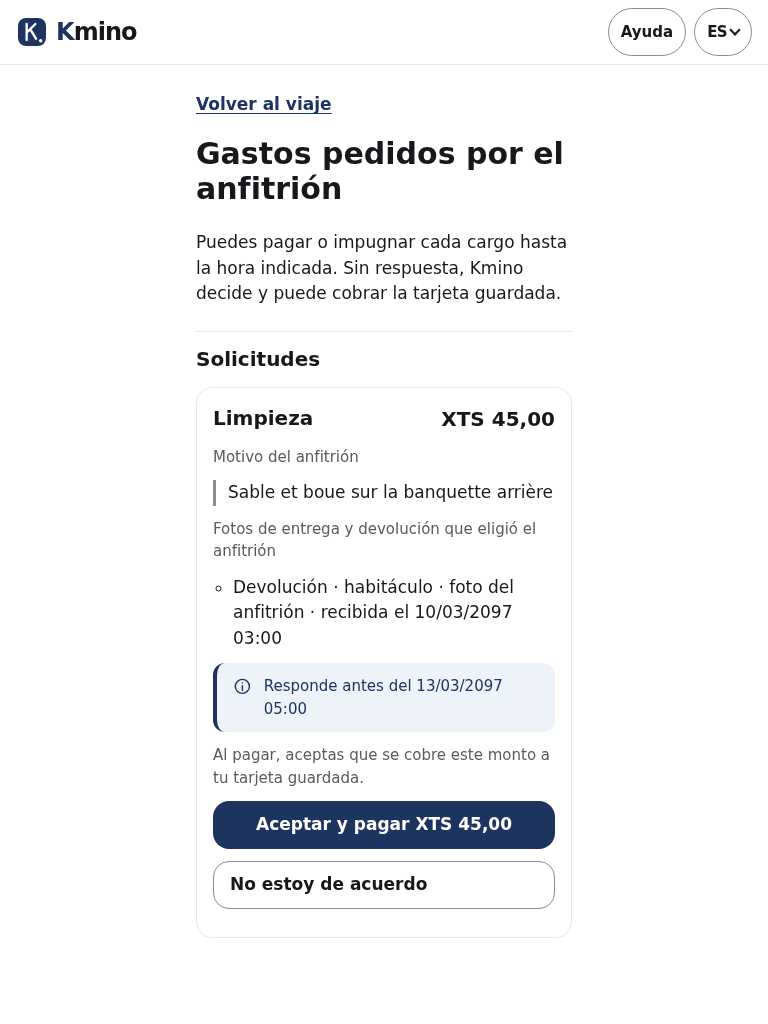 Kmino
Ayuda
ES
Volver al viaje
Gastos pedidos por el
anfitrión
Puedes pagar o impugnar cada cargo hasta
la hora indicada. Sin respuesta, Kmino
decide y puede cobrar la tarjeta guardada.
Solicitudes
Limpieza
XTS 45,00
Motivo del anfitrión
Sable et boue sur la banquette arrière
Fotos de entrega y devolución que eligió el
anfitrión
Devolución · habitáculo · foto del
anfitrión · recibida el 10/03/2097
03:00
Responde antes del 13/03/2097
05:00
Al pagar, aceptas que se cobre este monto a
tu tarjeta guardada.
Aceptar y pagar XTS 45,00
No estoy de acuerdo